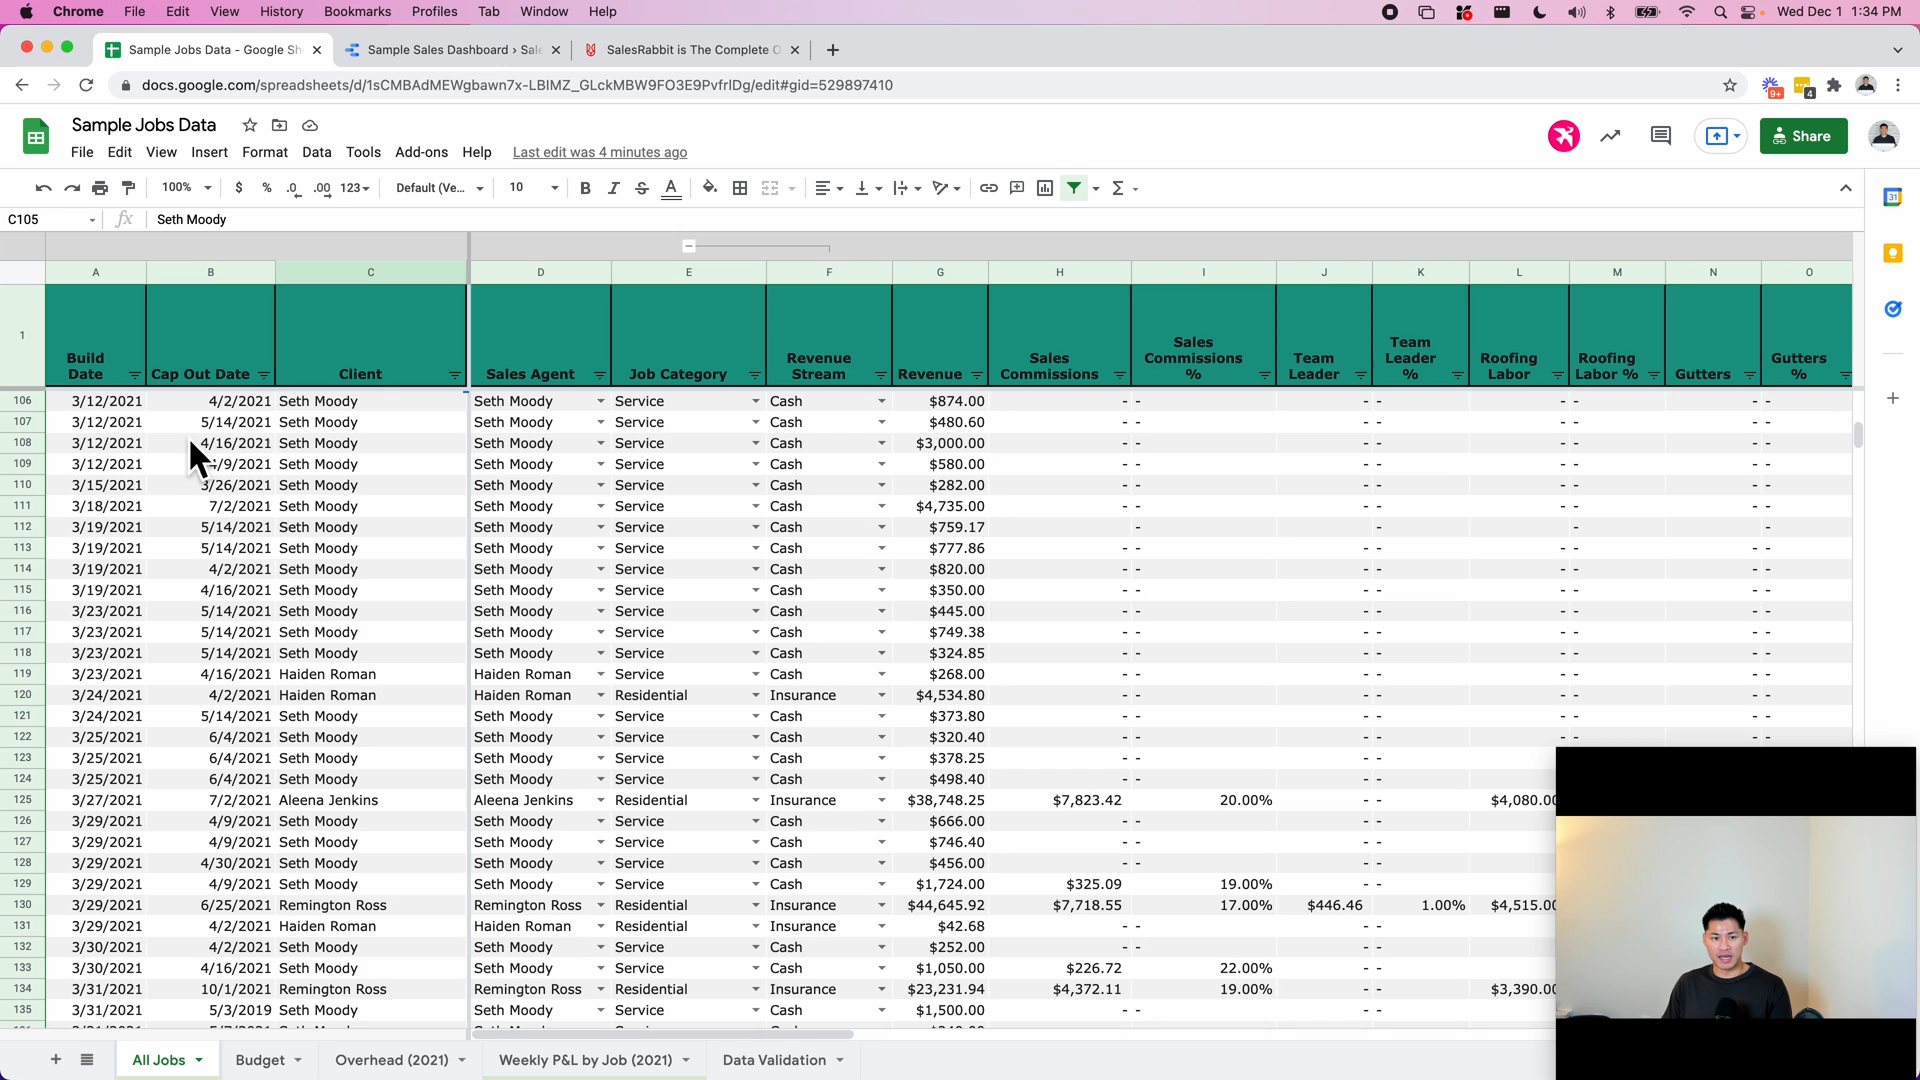 Chrome File Edit View History Bookmarks Profiles Tab Window Help Wed Dec 1 1:34 PM
Sample Jobs Data - Google Sh Sample Sales Dashboard › Sale SalesRabbit is The Complete O
docs.google.com/spreadsheets/d/1sCMBAdMEWgbawn7x-LBIMZ_GLckMBW9FO3E9PvfrIDg/edit#gid=529897410 9+ 4
Sample Jobs Data Share
File Edit View Insert Format Data Tools Add-ons Help Last edit was 4 minutes ago
100% $ % .0 .00 123 Default (Ve... 10 B I S A Σ 31
C105 fx Seth Moody
A B C D E F G H I J K L M N O
1 Build Date Cap Out Date Client Sales Agent Job Category Revenue Stream Revenue Sales Commissions Sales Commissions % Team Leader Team Leader % Roofing Labor Roofing Labor % Gutters Gutters %
106 3/12/2021 4/2/2021 Seth Moody Seth Moody Service Cash $874.00 - - - - - - - -
107 3/12/2021 5/14/2021 Seth Moody Seth Moody Service Cash $480.60 - - - - - - - -
108 3/12/2021 4/16/2021 Seth Moody Seth Moody Service Cash $3,000.00 - - - - - - - -
109 3/12/2021 /9/2021 Seth Moody Seth Moody Service Cash $580.00 - - - - - - - -
110 3/15/2021 3/26/2021 Seth Moody Seth Moody Service Cash $282.00 - - - - - - - -
111 3/18/2021 7/2/2021 Seth Moody Seth Moody Service Cash $4,735.00 - - - - - - - -
112 3/19/2021 5/14/2021 Seth Moody Seth Moody Service Cash $759.17 - - - -
113 3/19/2021 5/14/2021 Seth Moody Seth Moody Service Cash $777.86 - - - - - - - -
114 3/19/2021 4/2/2021 Seth Moody Seth Moody Service Cash $820.00 - - - - - - - -
115 3/19/2021 4/16/2021 Seth Moody Seth Moody Service Cash $350.00 - - - - - - - -
116 3/23/2021 5/14/2021 Seth Moody Seth Moody Service Cash $445.00 - - - - - - - -
117 3/23/2021 5/14/2021 Seth Moody Seth Moody Service Cash $749.38 - - - - - - - -
118 3/23/2021 5/14/2021 Seth Moody Seth Moody Service Cash $324.85 - - - - - - - -
119 3/23/2021 4/16/2021 Haiden Roman Haiden Roman Service Cash $268.00 - - - - - - - -
120 3/24/2021 4/2/2021 Haiden Roman Haiden Roman Residential Insurance $4,534.80 - - - - - - - -
121 3/24/2021 5/14/2021 Seth Moody Seth Moody Service Cash $373.80 - - - - - - - -
122 3/25/2021 6/4/2021 Seth Moody Seth Moody Service Cash $320.40 - - - - - - - -
123 3/25/2021 6/4/2021 Seth Moody Seth Moody Service Cash $378.25 - - - -
124 3/25/2021 6/4/2021 Seth Moody Seth Moody Service Cash $498.40 - - - -
125 3/27/2021 7/2/2021 Aleena Jenkins Aleena Jenkins Residential Insurance $38,748.25 $7,823.42 20.00% - - $4,080.00
126 3/29/2021 4/9/2021 Seth Moody Seth Moody Service Cash $666.00 - - - -
127 3/29/2021 4/9/2021 Seth Moody Seth Moody Service Cash $746.40 - - - -
128 3/29/2021 4/30/2021 Seth Moody Seth Moody Service Cash $456.00 - - - -
129 3/29/2021 4/9/2021 Seth Moody Seth Moody Service Cash $1,724.00 $325.09 19.00% - -
130 3/29/2021 6/25/2021 Remington Ross Remington Ross Residential Insurance $44,645.92 $7,718.55 17.00% $446.46 1.00% $4,515.00
131 3/29/2021 4/2/2021 Haiden Roman Haiden Roman Residential Insurance $42.68 - - - -
132 3/30/2021 4/2/2021 Seth Moody Seth Moody Service Cash $252.00 - - - -
133 3/30/2021 4/16/2021 Seth Moody Seth Moody Service Cash $1,050.00 $226.72 22.00% - -
134 3/31/2021 10/1/2021 Remington Ross Remington Ross Residential Insurance $23,231.94 $4,372.11 19.00% - - $3,390.00
135 3/31/2021 5/3/2019 Seth Moody Seth Moody Service Cash $1,500.00 - - - -
All Jobs Budget Overhead (2021) Weekly P&L by Job (2021) Data Validation